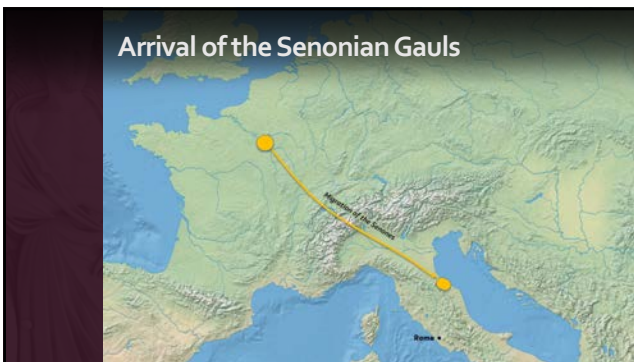 Arrival of the Senonian Gauls
Migration of the Senones
Roma